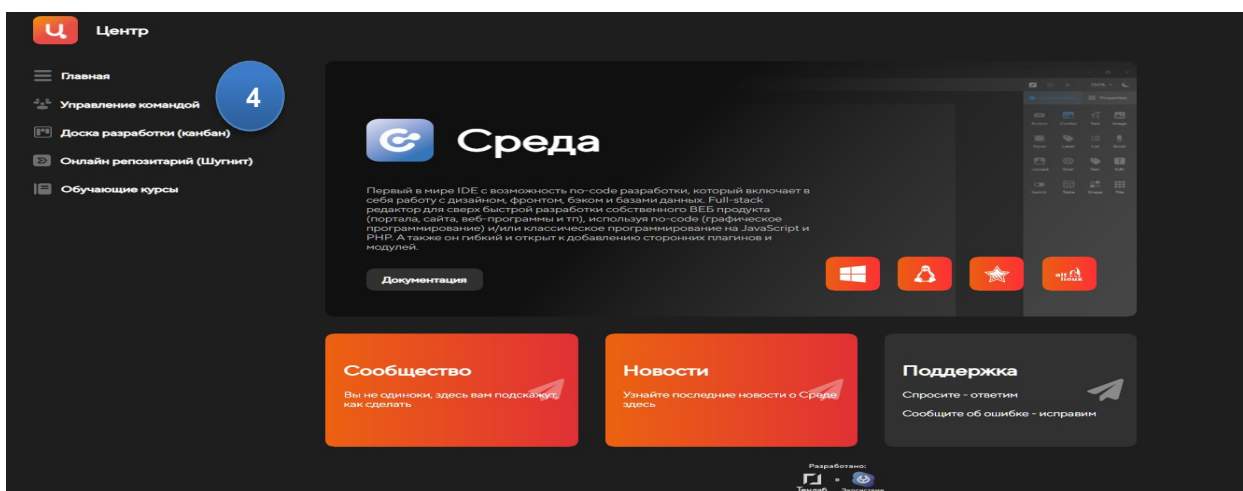 Ц Центр
Главная
Управление командой
4
Доска разработки (канбан)
Онлайн репозитарий (Шугнит)
Обучающие курсы
Среда
Первый в мире IDE с возможность no-code разработки, который включает в
себя работу с дизайном, фронтом, бэком и базами данных. Full-stack
редактор для сверх быстрой разработки собственного ВЕБ продукта
(портала, сайта, веб-программы и тп), используя no-code (графическое
программирование) и/или классическое программирование на JavaScript и
PHP. А также он гибкий и открыт к добавлению сторонних плагинов и
модулей.
Документация
alt linux
Сообщество
Вы не одиноки, здесь вам подскажут,
как сделать
Новости
Узнайте последние новости о Среде
здесь
Поддержка
Спросите - ответим
Сообщите об ошибке - исправим
Разработано: